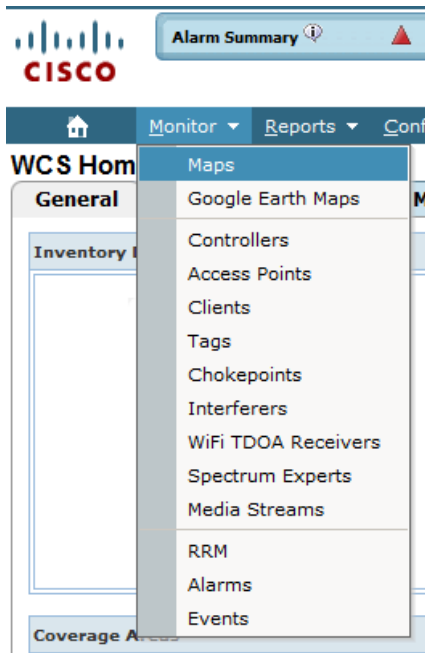 Alarm Summary
CISCO
Monitor Reports Conf
WCS Hom
General M
Inventory
Maps
Google Earth Maps
Controllers
Access Points
Clients
Tags
Chokepoints
Interferers
WiFi TDOA Receivers
Spectrum Experts
Media Streams
RRM
Alarms
Events
Coverage